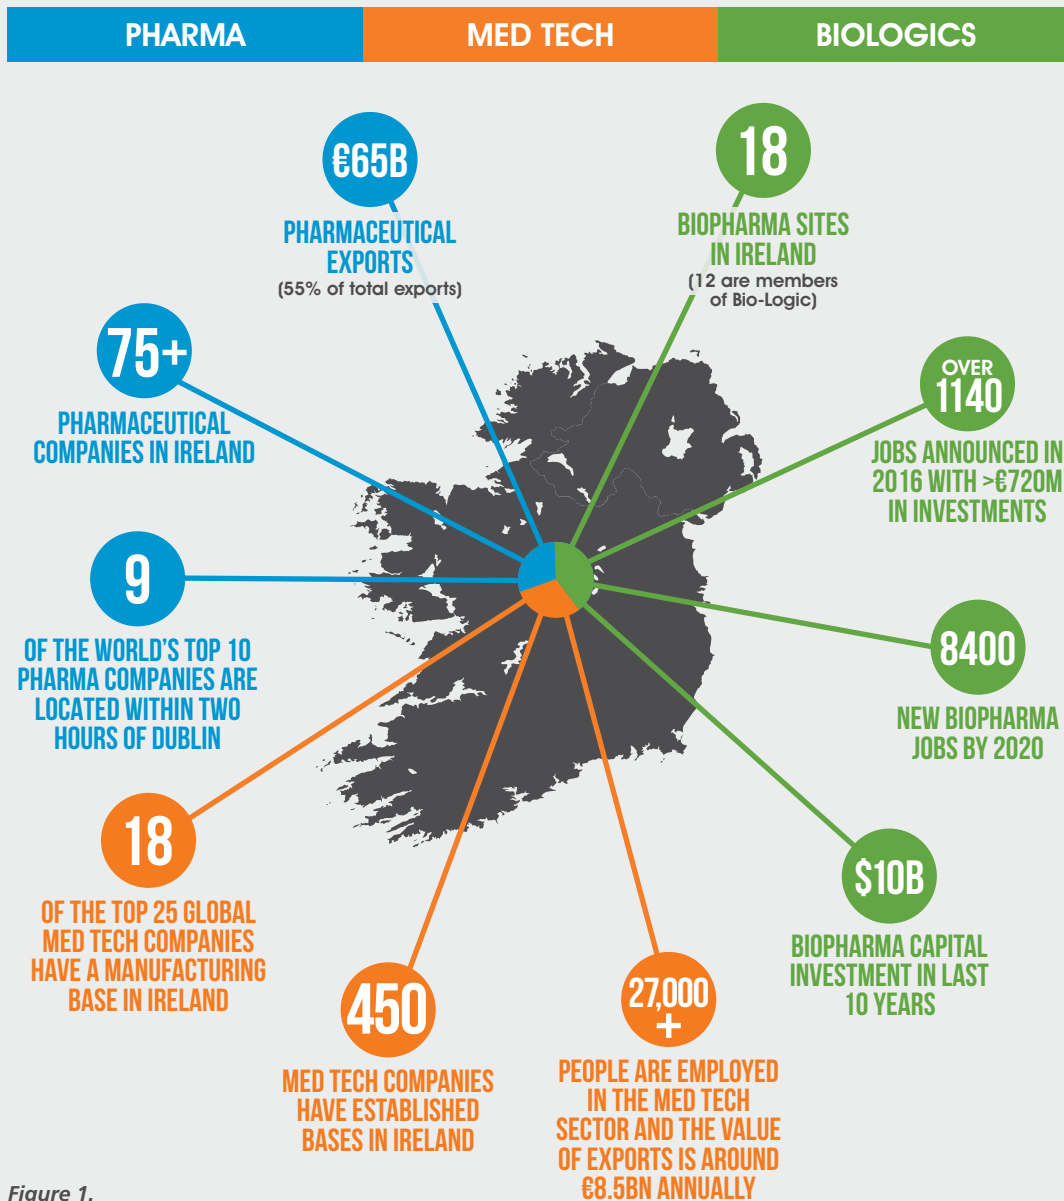 PHARMA
MED TECH
BIOLOGICS
€65B
PHARMACEUTICAL
EXPORTS
(55% of total exports)
18
BIOPHARMA SITES
IN IRELAND
(12 are members
of Bio-Logic)
75+
PHARMACEUTICAL
COMPANIES IN IRELAND
OVER
1140
JOBS ANNOUNCED IN
2016 WITH >€720M
IN INVESTMENTS
9
OF THE WORLD'S TOP 10
PHARMA COMPANIES ARE
LOCATED WITHIN TWO
HOURS OF DUBLIN
8400
NEW BIOPHARMA
JOBS BY 2020
18
OF THE TOP 25 GLOBAL
MED TECH COMPANIES
HAVE A MANUFACTURING
BASE IN IRELAND
$10B
BIOPHARMA CAPITAL
INVESTMENT IN LAST
10 YEARS
450
MED TECH COMPANIES
HAVE ESTABLISHED
BASES IN IRELAND
27,000
+
PEOPLE ARE EMPLOYED
IN THE MED TECH
SECTOR AND THE VALUE
OF EXPORTS IS AROUND
€8.5BN ANNUALLY
Figure 1.